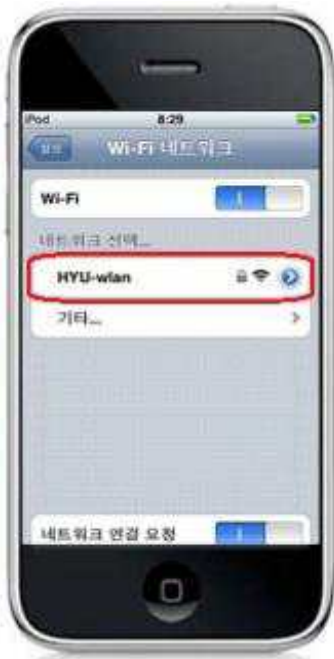 iPod 8:29
설정 Wi-Fi 네트워크
Wi-Fi
네트워크 선택...
HYU-wlan
기타...
네트워크 연결 요청